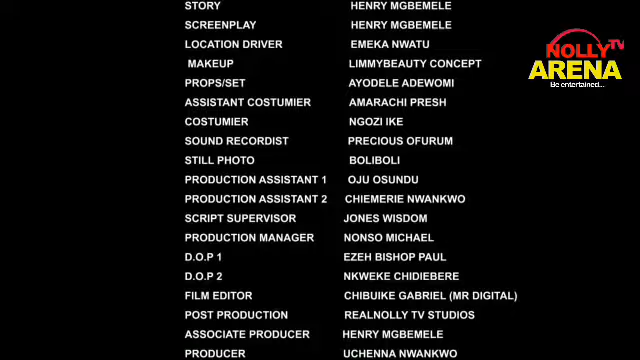 STORY HENRY MGBEMELE
SCREENPLAY HENRY MGBEMELE
LOCATION DRIVER EMEKA NWATU
MAKEUP LIMMYBEAUTY CONCEPT
PROPS/SET AYODELE ADEWOMI
ASSISTANT COSTUMIER AMARACHI PRESH
COSTUMIER NGOZI IKE
SOUND RECORDIST PRECIOUS OFURUM
STILL PHOTO BOLIBOLI
PRODUCTION ASSISTANT 1 OJU OSUNDU
PRODUCTION ASSISTANT 2 CHIEMERIE NWANKWO
SCRIPT SUPERVISOR JONES WISDOM
PRODUCTION MANAGER NONSO MICHAEL
D.O.P 1 EZEH BISHOP PAUL
D.O.P 2 NKWEKE CHIDIEBERE
FILM EDITOR CHIBUIKE GABRIEL (MR DIGITAL)
POST PRODUCTION REALNOLLY TV STUDIOS
ASSOCIATE PRODUCER HENRY MGBEMELE
PRODUCER UCHENNA NWANKWO
NOLLY TV
ARENA
Be entertained...